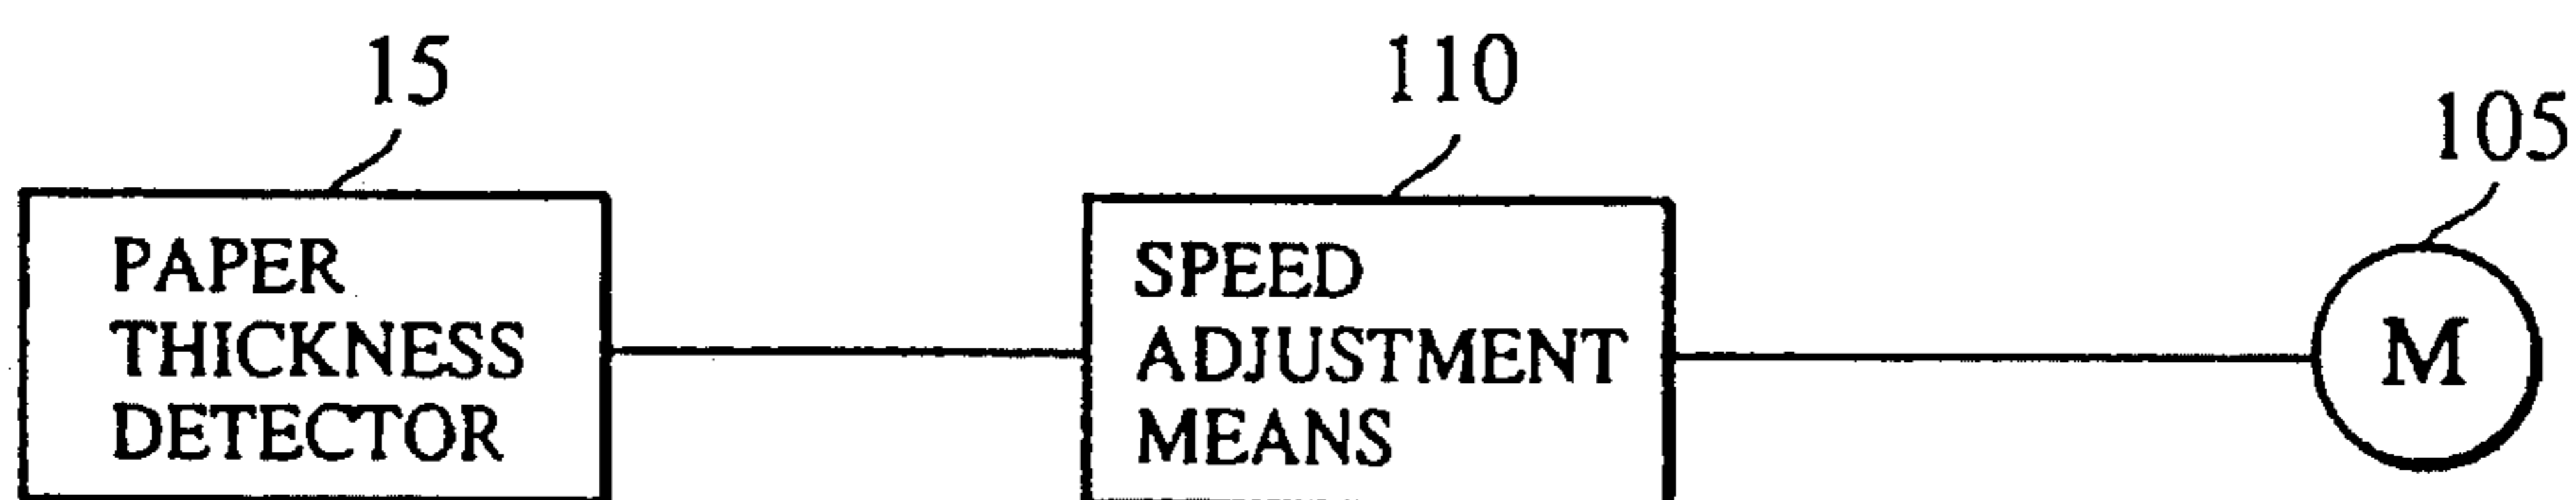 15
110
105
PAPER
THICKNESS
DETECTOR
SPEED
ADJUSTMENT
MEANS
M